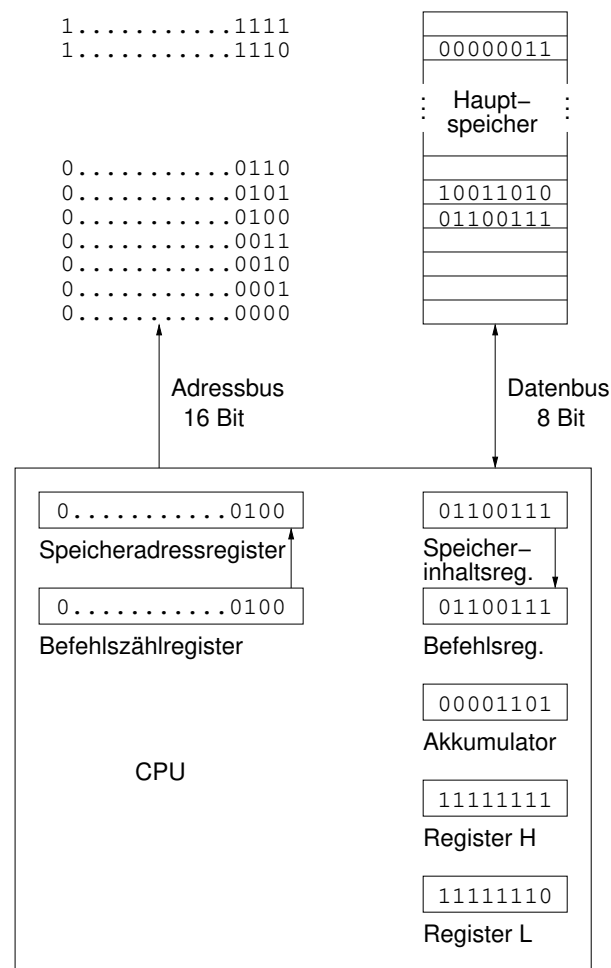 1...........1111
1...........1110 00000011
Haupt–
speicher
0...........0110
0...........0101 10011010
0...........0100 01100111
0...........0011
0...........0010
0...........0001
0...........0000
Adressbus
16 Bit
Datenbus
8 Bit
0...........0100 01100111
Speicheradressregister
Speicher–
inhaltsreg.
0...........0100 01100111
Befehlszählregister Befehlsreg.
00001101
Akkumulator
CPU
11111111
Register H
11111110
Register L